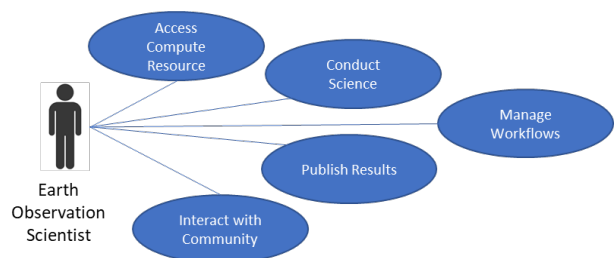 Access
Compute
Resource
Conduct
Science
Manage
Workflows
Publish Results
Earth
Observation
Scientist
Interact with
Community